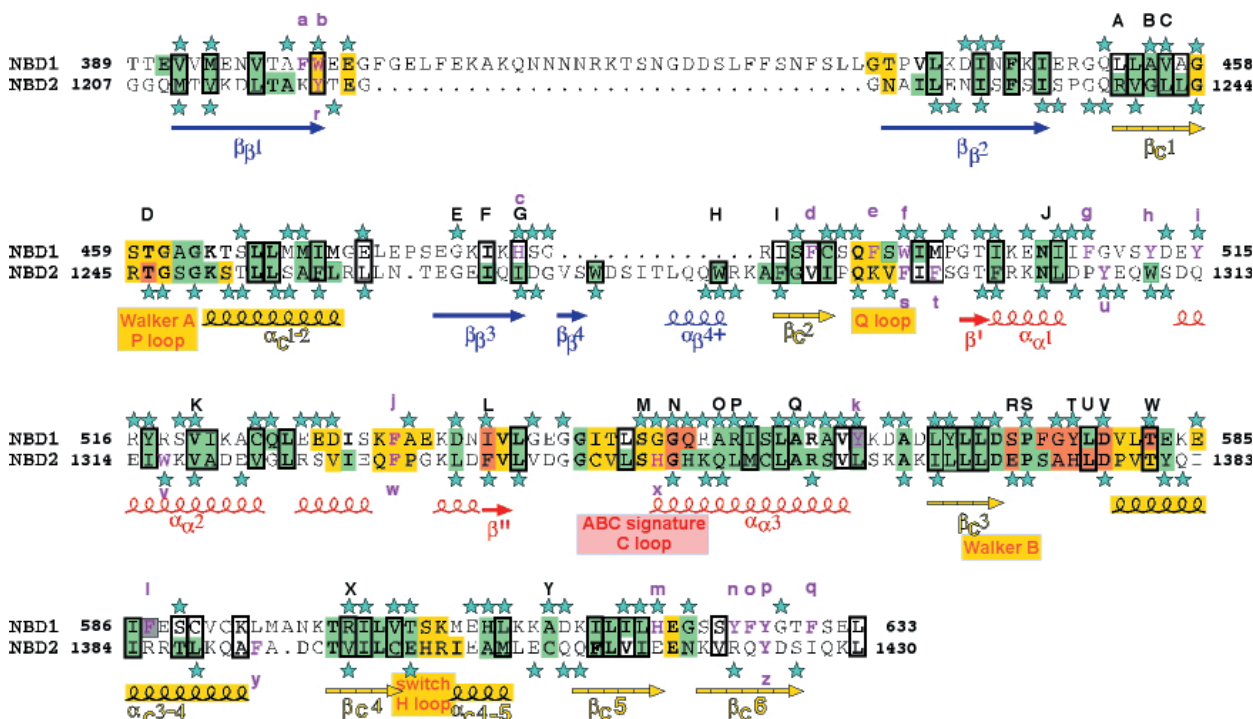 a b A B C
NBD1 389 TTEVVMENVTAFWEEGFGELFEKAKQNNNNRKTSNGDDSLFFSNFSLLGTPVLKDINFKIERGQLLAVAG 458
NBD2 1207 GGQMTVKDLTAKYTEG................................GNAILENISFSISPGQRVGLLG 1244
r
ββ1 ββ2 βC1
D E F G c H I d e f J g h i
NBD1 459 STGAGKTSLLMMIMGELEPSEGKIKHSG.............RISFCSQFSWIMPGTIKENIIFGVSYDEY 515
NBD2 1245 RTGSGKSTLLSAFLRLLN.TEGEIQIDGVSWDSITLQQWRKAFGVIPQKVFIFSGTFRKNLDPYEQWSDQ 1313
s t u
Walker A
P loop
αC1-2 ββ3 ββ4 αβ4+ βC2 Q loop β' αα1
K j L M N O P Q k R S T U V W
NBD1 516 RYRSVIKACQLEEDISKFAEKDNIVLGEGGITLSGGQRARISLARAVYKDADLYLLDSPFGYLDVLTEKE 585
NBD2 1314 EIWKVADEVGLRSVIEQFPGKLDFVLVDGGCVLSHGHKQLMCLARSVLSKAKILLLDEPSAHLDPVTYQI 1383
v w x
αα2 β" ABC signature
C loop
αα3 βC3 Walker B
l X Y m n o p q
NBD1 586 IFESCVCKLMANKTRILVTSKMEHLKKADKILILHEGSSYFYGTFSEL 633
NBD2 1384 IRRTLKQAFA.DCTVILCEHRIEAMLECQQFLVIEENKVRQYDSIQKL 1430
y z
αC3-4 βC4 switch
H loop
αC4-5 βC5 βC6